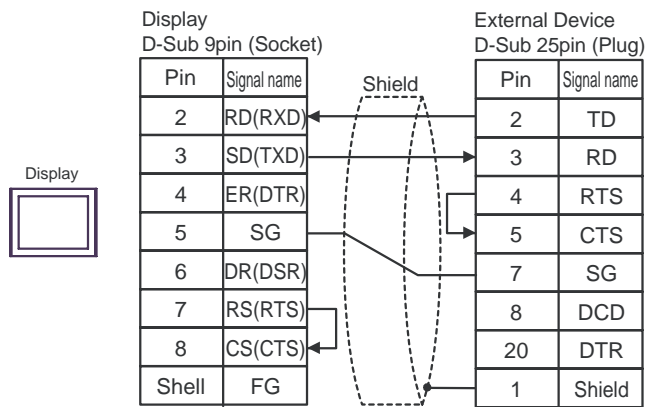 Display
D-Sub 9pin (Socket)
External Device
D-Sub 25pin (Plug)
Pin Signal name
Shield
Pin Signal name
2 RD(RXD)
2 TD
3 SD(TXD)
3 RD
Display
4 ER(DTR)
4 RTS
5 SG
5 CTS
6 DR(DSR)
7 SG
7 RS(RTS)
8 DCD
8 CS(CTS)
20 DTR
Shell FG
1 Shield